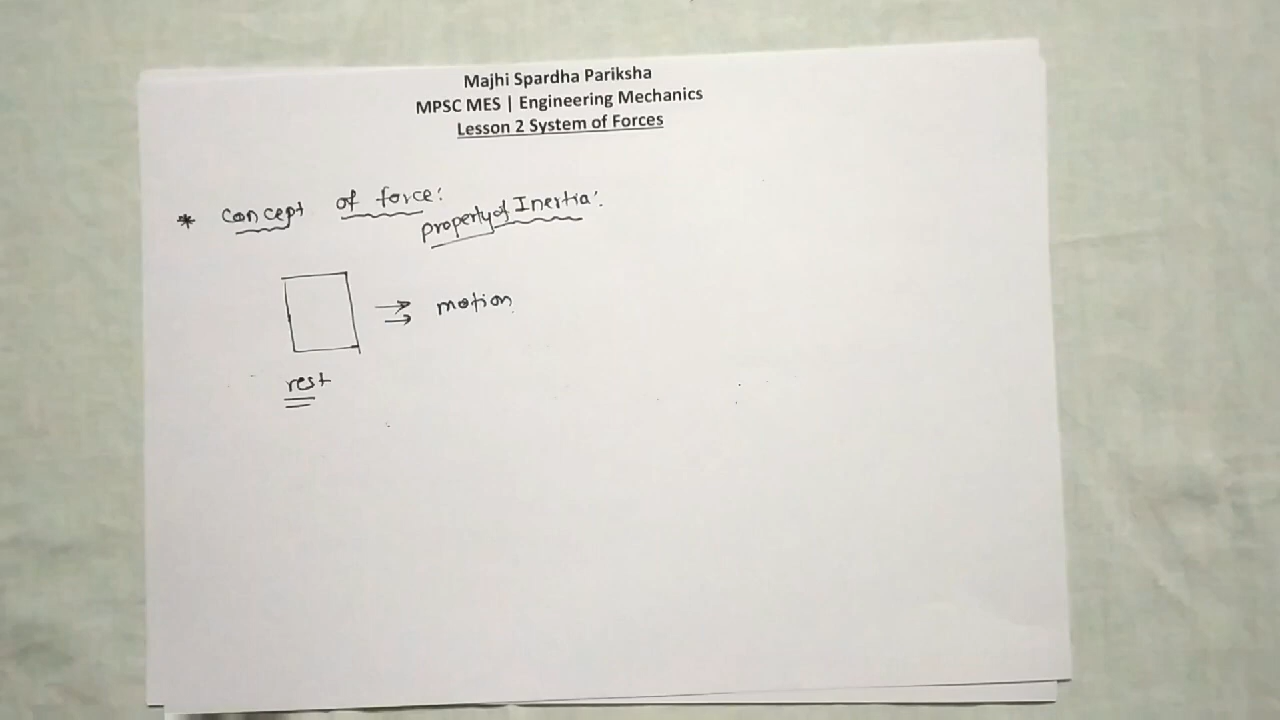 Majhi Spardha Pariksha
MPSC MES | Engineering Mechanics
Lesson 2 System of Forces
* Concept of force:
property of Inertia:
motion
rest